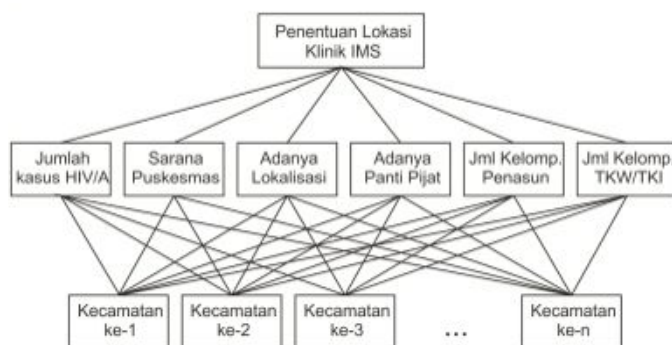 Penentuan Lokasi
Klinik IMS
Jumlah
kasus HIV/A
Sarana
Puskesmas
Adanya
Lokalisasi
Adanya
Panti Pijat
Jml Kelomp.
Penasun
Jml Kelomp.
TKW/TKI
Kecamatan
ke-1
Kecamatan
ke-2
Kecamatan
ke-3
...
Kecamatan
ke-n